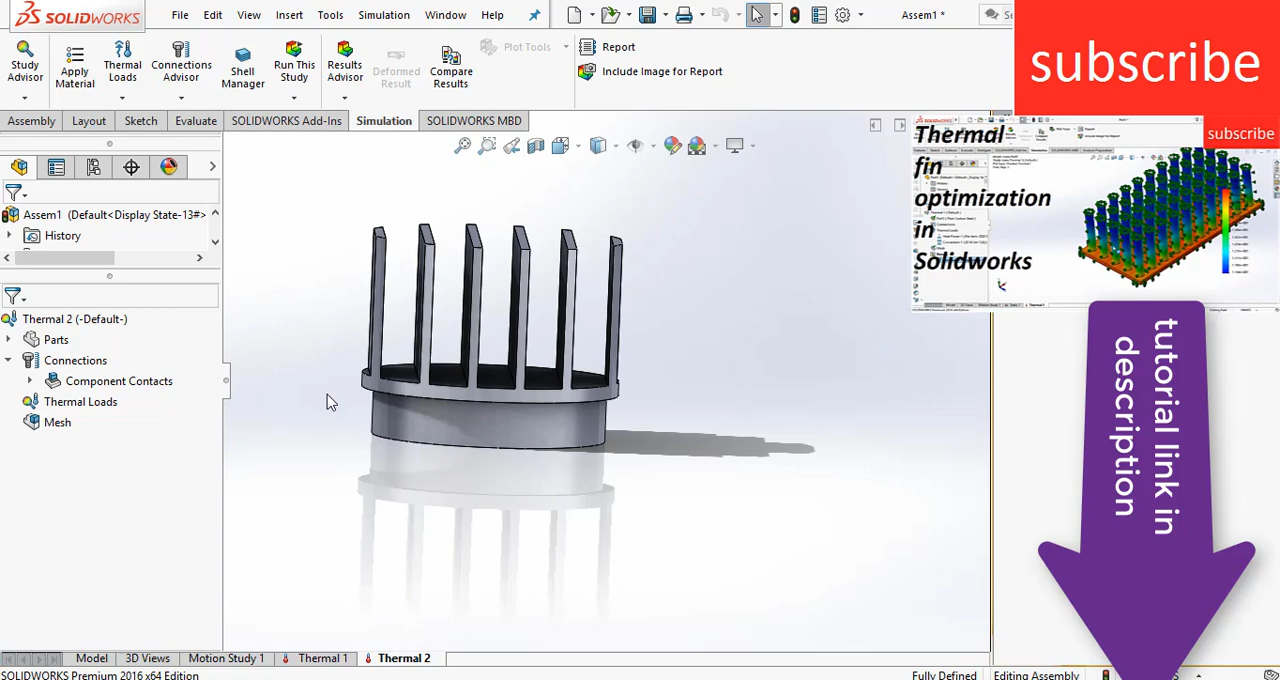 SOLIDWORKS
File Edit View Insert Tools Simulation Window Help
Assem1 *
Study Advisor
Apply Material
Thermal Loads
Connections Advisor
Shell Manager
Run This Study
Results Advisor
Deformed Result
Compare Results
Plot Tools
Report
Include Image for Report
Assembly Layout Sketch Evaluate SOLIDWORKS Add-Ins Simulation SOLIDWORKS MBD
Assem1 (Default<Display State-13#>
History
Thermal 2 (-Default-)
Parts
Connections
Component Contacts
Thermal Loads
Mesh
subscribe
subscribe
Thermal
fin
optimization
in
Solidworks
tutorial link in
description
Model 3D Views Motion Study 1 Thermal 1 Thermal 2
SOLIDWORKS Premium 2016 x64 Edition
Fully Defined Editing Assembly